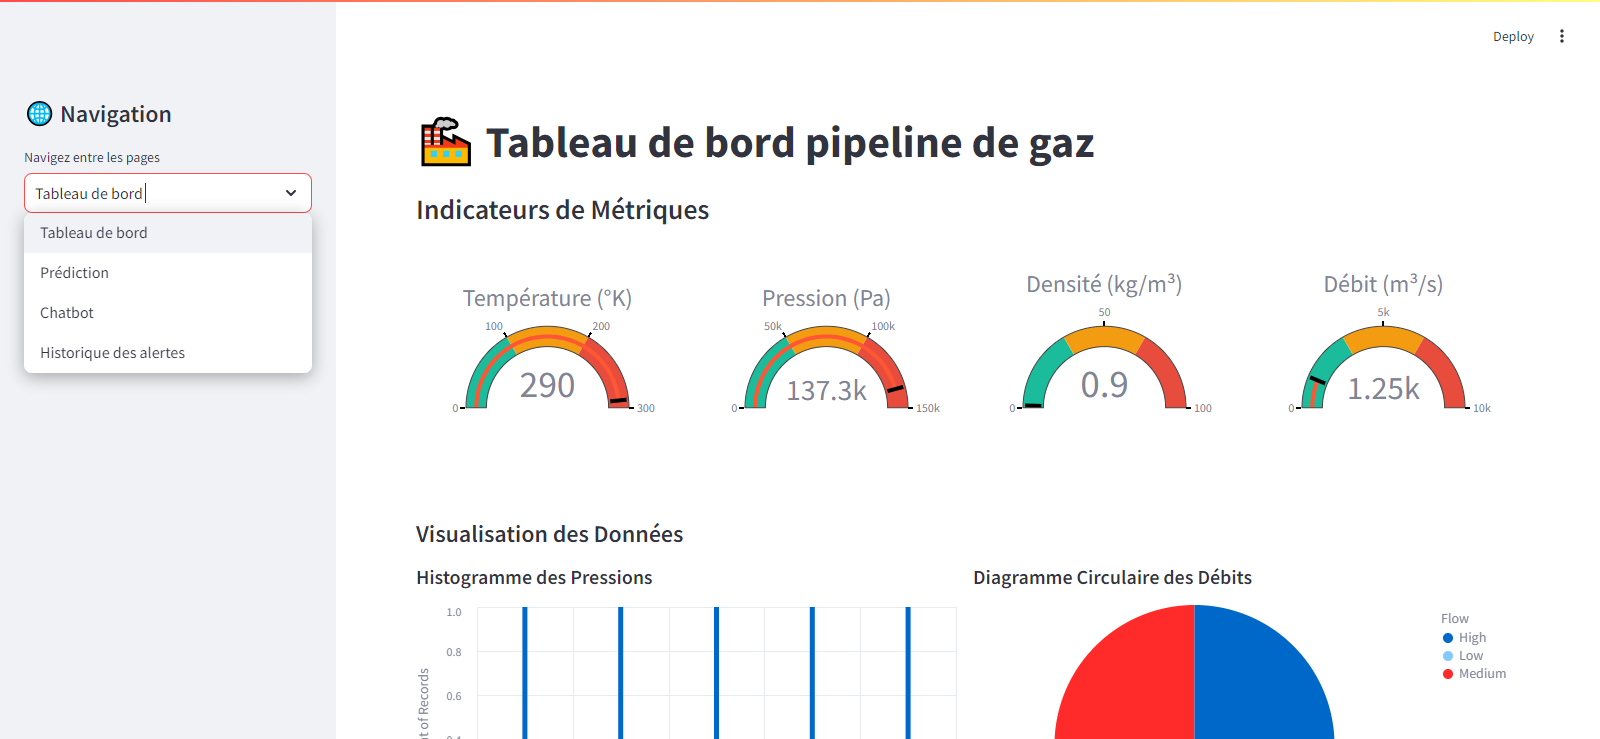 Deploy
Navigation
Navigez entre les pages
Tableau de bord
Tableau de bord
Prédiction
Chatbot
Historique des alertes
Tableau de bord pipeline de gaz
Indicateurs de Métriques
Température (°K)
100
200
290
0
300
Pression (Pa)
50k
100k
137.3k
0
150k
Densité (kg/m³)
50
0.9
0
100
Débit (m³/s)
5k
1.25k
0
10k
Visualisation des Données
Histogramme des Pressions
1.0
0.8
0.6
of Records
Diagramme Circulaire des Débits
Flow
High
Low
Medium